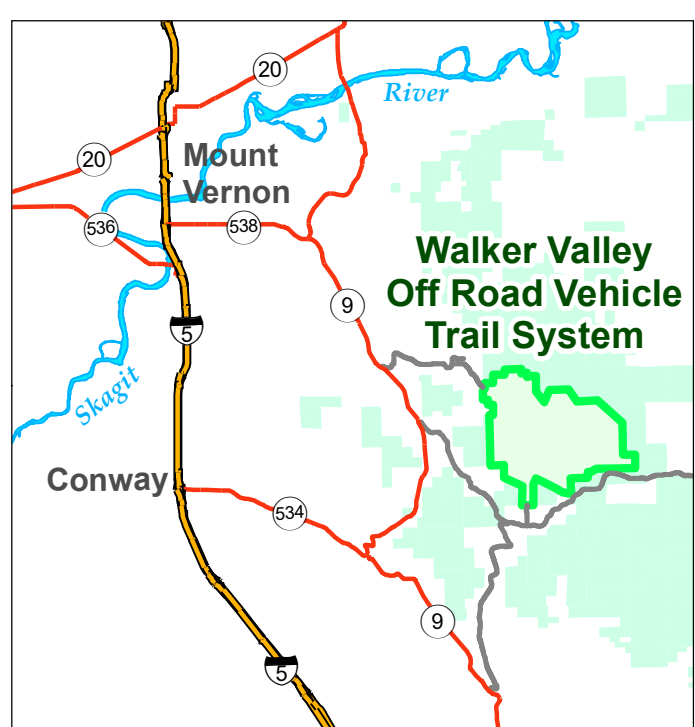 20
River
20
Mount
Vernon
536
538
Walker Valley
Off Road Vehicle
Trail System
9
5
Skagit
Conway
534
9
5